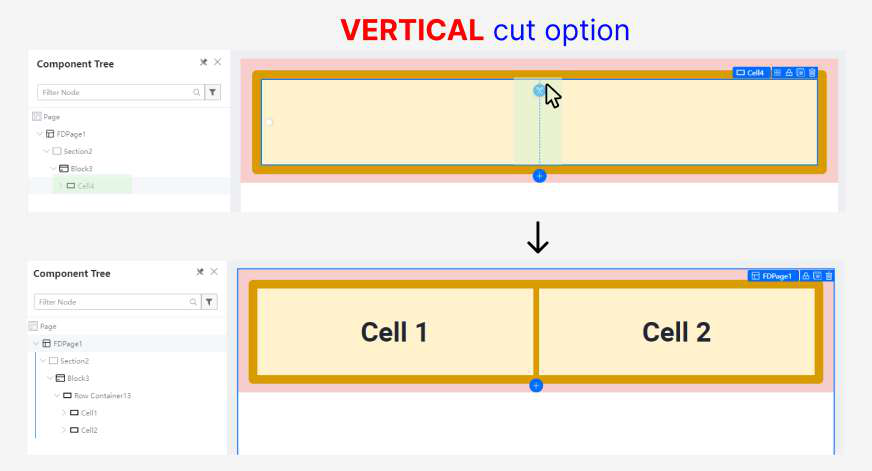 VERTICAL cut option
Component Tree
Cell4
Filter Node
Page
FDPage1
Section2
Block3
Cell4
Component Tree
FDPage1
Filter Node
Page
FDPage1
Section2
Block3
Row Container13
Cell1
Cell2
Cell 1
Cell 2